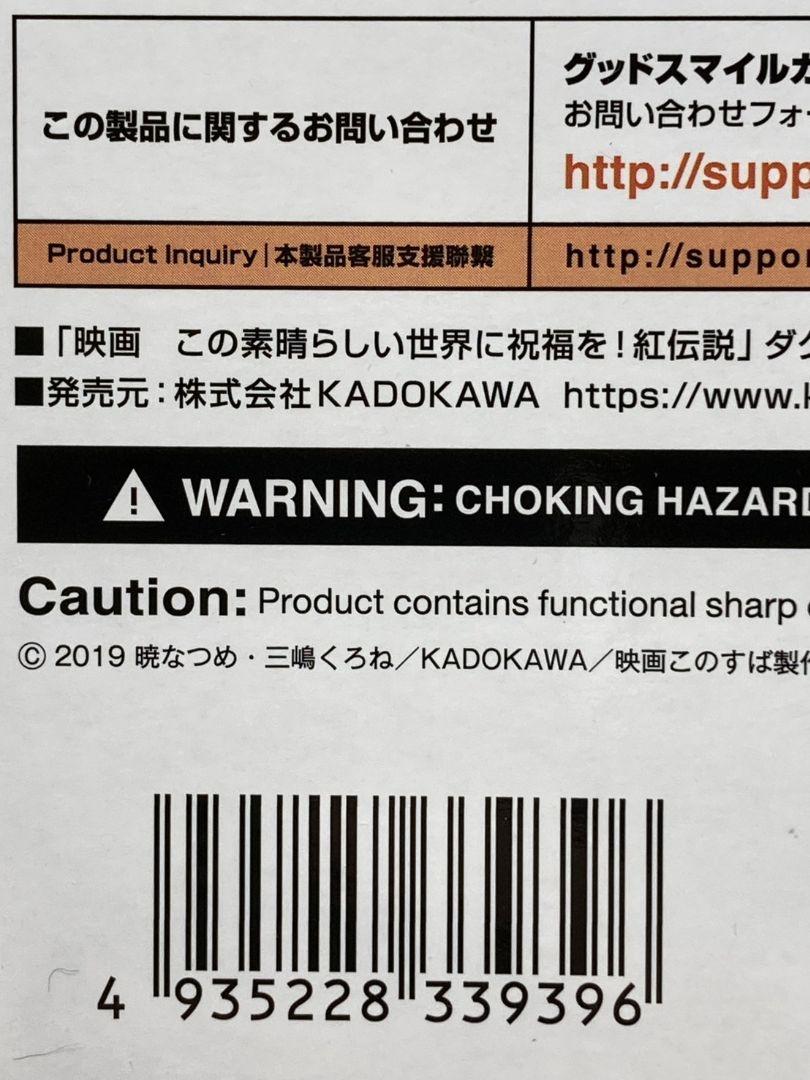 この製品に関するお問い合わせ
グッドスマイルカ
お問い合わせフォー
http://suppo
Product Inquiry|本製品客服支援聯繫
http://suppor
■「映画　この素晴らしい世界に祝福を!紅伝説」ダク
■発売元:株式会社KADOKAWA https://www.k
WARNING: CHOKING HAZARD
Caution: Product contains functional sharp
© 2019 暁なつめ・三嶋くろね/KADOKAWA/映画このすば製作
4 935228 339396